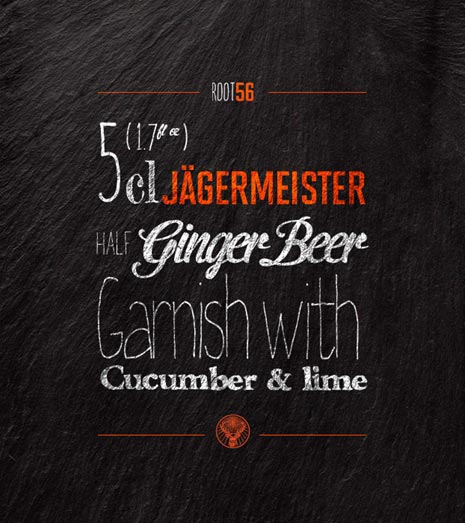 ROOT56
5 (1.7 fl oz)
cl JÄGERMEISTER
HALF Ginger Beer
Garnish with
Cucumber & lime